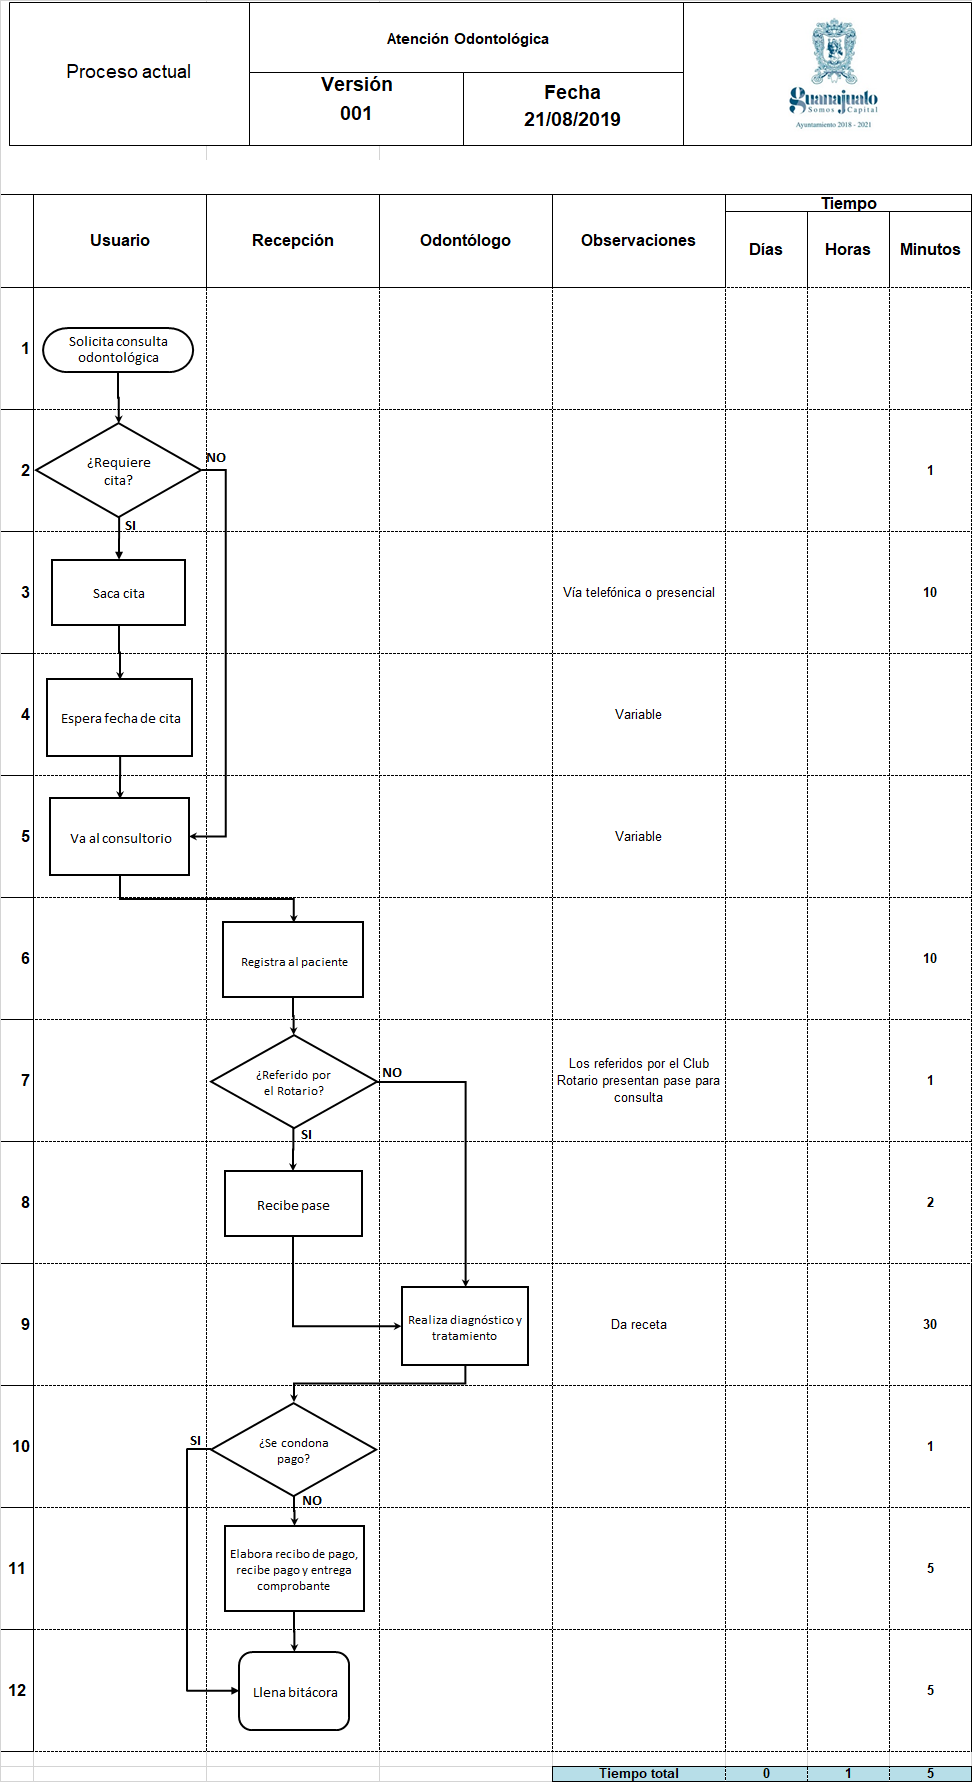 Proceso actual
Atención Odontológica
Versión
001
Fecha
21/08/2019
guanajuato
Somos Capital
Ayuntamiento 2018 - 2021
Usuario
Recepción
Odontólogo
Observaciones
Tiempo
Días
Horas
Minutos
1
Solicita consulta
odontológica
2
¿Requiere
cita?
NO
SI
1
3
Saca cita
Vía telefónica o presencial
10
4
Espera fecha de cita
Variable
5
Va al consultorio
Variable
6
Registra al paciente
10
7
¿Referido por
el Rotario?
NO
SI
Los referidos por el Club
Rotario presentan pase para
consulta
1
8
Recibe pase
2
9
Realiza diagnóstico y
tratamiento
Da receta
30
10
SI
¿Se condona
pago?
NO
1
11
Elabora recibo de pago,
recibe pago y entrega
comprobante
5
12
Llena bitácora
5
Tiempo total
0
1
5